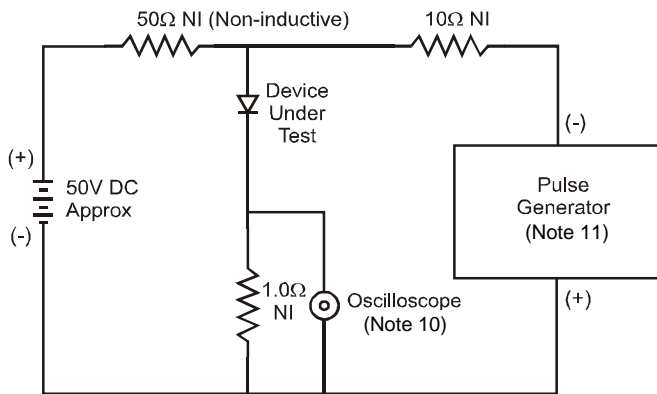 50Ω NI (Non-inductive)
10Ω NI
Device
Under
Test
(-)
(+)
50V DC
Approx
(-)
Pulse
Generator
(Note 11)
1.0Ω
NI
Oscilloscope
(Note 10)
(+)